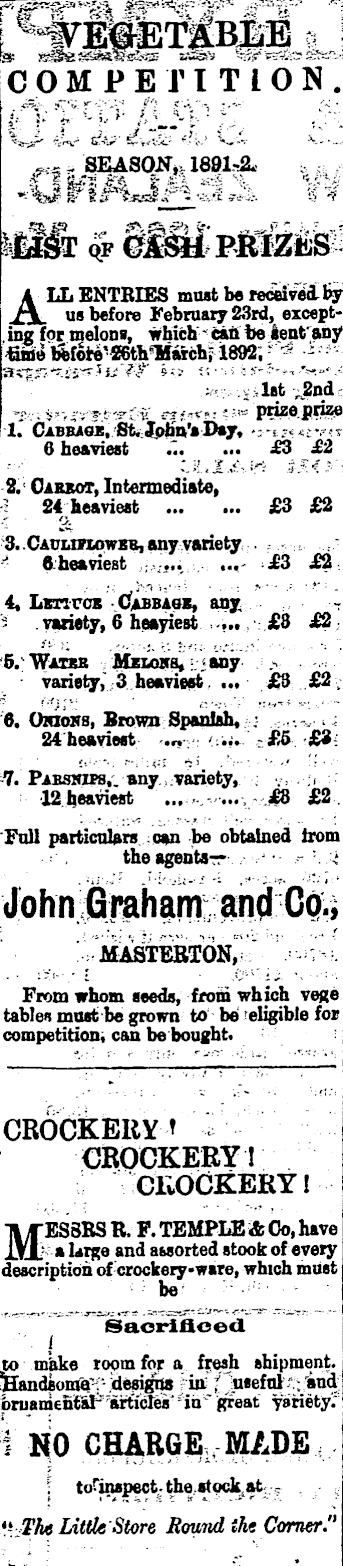 VEGETABLE
COMPETITION.
SEASON, 1891-2.
LIST OF CASH PRIZES
ALL ENTRIES must be received by
us before February 23rd, except-
ing for melons, which can be sent any
time before 26th March, 1892.
1st 2nd
prize prize
1. CABBAGE, St. John's Day,
6 heaviest ... ... £3 £2
2. CARROT, Intermediate,
24 heaviest ... ... £3 £2
3. CAULIFLOWER, any variety
6 heaviest ... ... £3 £2
4. LETTUCE CABBAGE, any
variety, 6 heaviest ... £3 £2
5. WATER MELONS, any
variety, 3 heaviest ... £3 £2
6. ONIONS, Brown Spanish,
24 heaviest ... ... £5 £3
7. PARSNIPS, any variety,
12 heaviest ... ... £3 £2
Full particulars can be obtained from
the agents—
John Graham and Co.,
MASTERTON,
From whom seeds, from which vege
tables must be grown to be eligible for
competition, can be bought.
CROCKERY!
CROCKERY!
CROCKERY!
MESSRS R. F. TEMPLE & Co, have
a large and assorted stook of every
description of crockery-ware, which must
be
Sacrificed
to make room for a fresh shipment.
Handsome designs in useful and
ornamental articles in great variety.
NO CHARGE MADE
to inspect the stock at
"The Little Store Round the Corner."